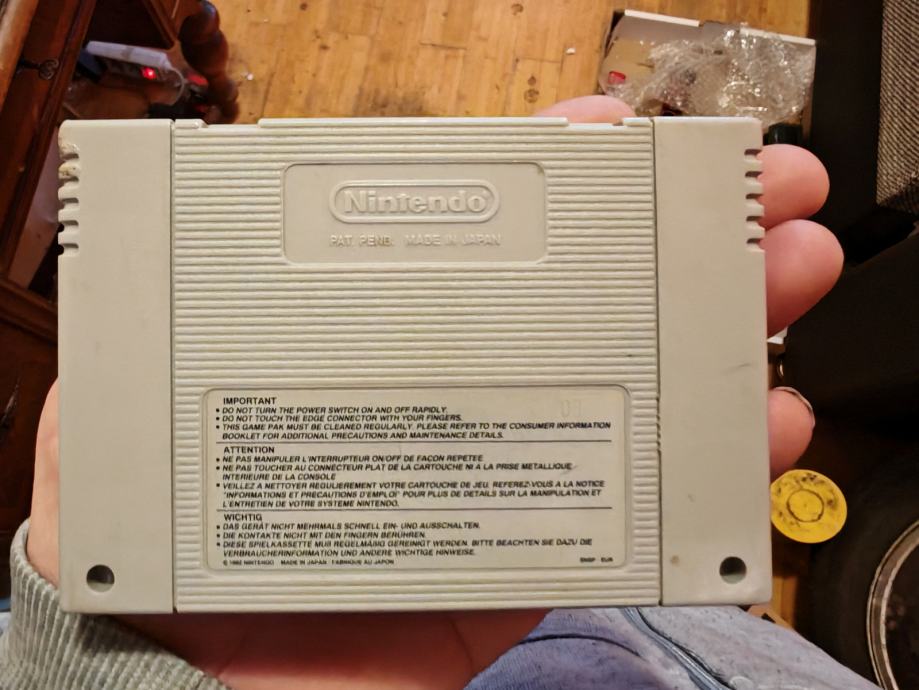 Nintendo
PAT. PEND. MADE IN JAPAN
07
IMPORTANT
• DO NOT TURN THE POWER SWITCH ON AND OFF RAPIDLY.
• DO NOT TOUCH THE EDGE CONNECTOR WITH YOUR FINGERS.
• THIS GAME PAK MUST BE CLEANED REGULARLY. PLEASE REFER TO THE CONSUMER INFORMATION
BOOKLET FOR ADDITIONAL PRECAUTIONS AND MAINTENANCE DETAILS.
ATTENTION
• NE PAS MANIPULER L'INTERRUPTEUR ON/OFF DE FACON REPETEE
• NE PAS TOUCHER AU CONNECTEUR PLAT DE LA CARTOUCHE NI A LA PRISE METALLIQUE
INTERIEURE DE LA CONSOLE
• VEILLEZ A NETTOYER REGULIEREMENT VOTRE CARTOUCHE DE JEU. REFEREZ-VOUS A LA NOTICE
"INFORMATIONS ET PRECAUTIONS D'EMPLOI" POUR PLUS DE DETAILS SUR LA MANIPULATION ET
L'ENTRETIEN DE VOTRE SYSTEME NINTENDO.
WICHTIG
• DAS GERÄT NICHT MEHRMALS SCHNELL EIN- UND AUSSCHALTEN.
• DIE KONTAKTE NICHT MIT DEN FINGERN BERÜHREN.
• DIESE SPIELKASSETTE MUß REGELMÄßIG GEREINIGT WERDEN. BITTE BEACHTEN SIE DAZU DIE
VERBRAUCHERINFORMATION UND ANDERE WICHTIGE HINWEISE.
© 1992 NINTENDO MADE IN JAPAN / FABRIQUE AU JAPON SNSP - EUR